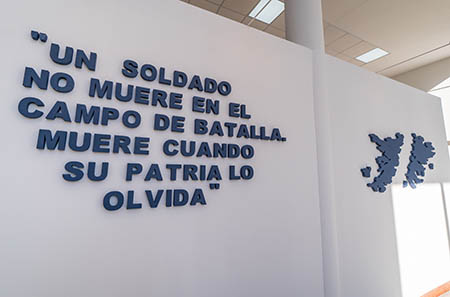 "UN SOLDADO
NO MUERE EN EL
CAMPO DE BATALLA.
MUERE CUANDO
SU PATRIA LO
OLVIDA"